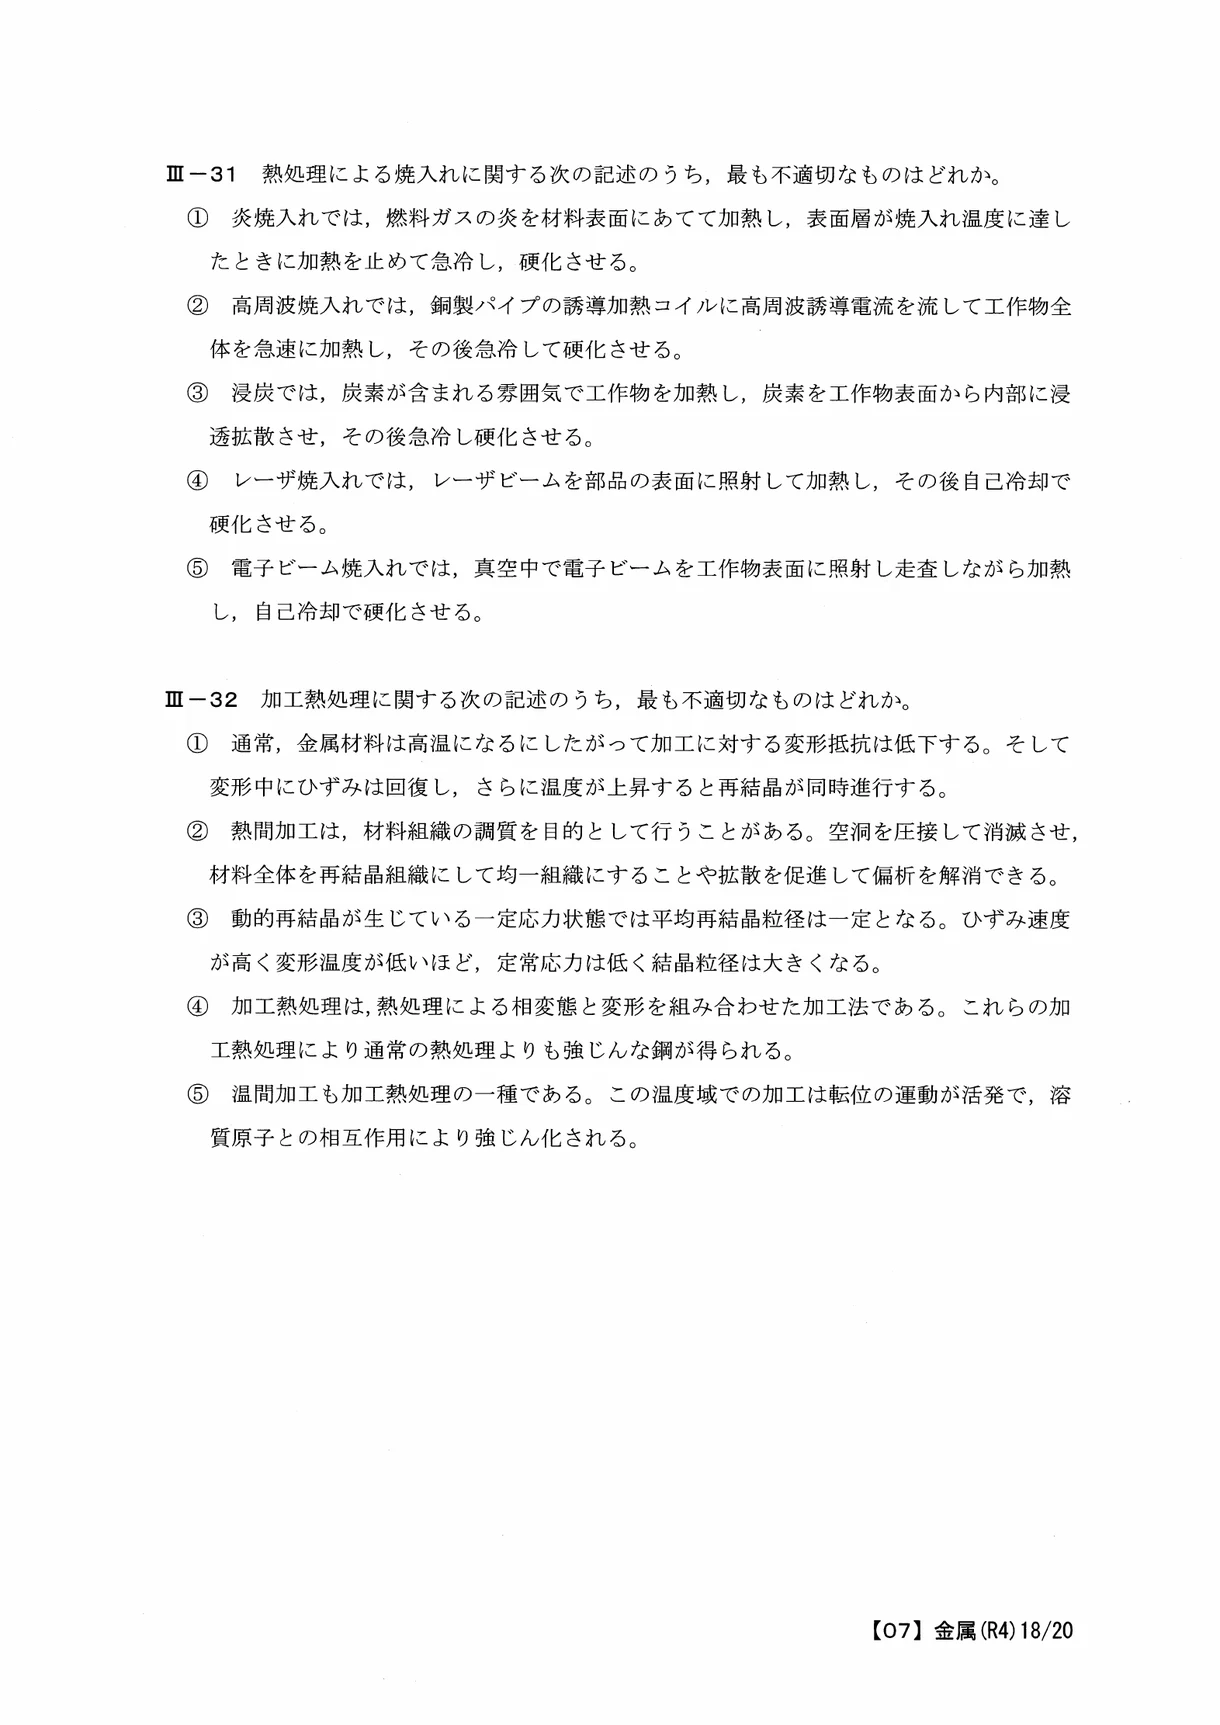 Ⅲ－31　熱処理による焼入れに関する次の記述のうち，最も不適切なものはどれか。
①　炎焼入れでは，燃料ガスの炎を材料表面にあてて加熱し，表面層が焼入れ温度に達し
たときに加熱を止めて急冷し，硬化させる。
②　高周波焼入れでは，銅製パイプの誘導加熱コイルに高周波誘導電流を流して工作物全
体を急速に加熱し，その後急冷して硬化させる。
③　浸炭では，炭素が含まれる雰囲気で工作物を加熱し，炭素を工作物表面から内部に浸
透拡散させ，その後急冷し硬化させる。
④　レーザ焼入れでは，レーザビームを部品の表面に照射して加熱し，その後自己冷却で
硬化させる。
⑤　電子ビーム焼入れでは，真空中で電子ビームを工作物表面に照射し走査しながら加熱
し，自己冷却で硬化させる。
Ⅲ－32　加工熱処理に関する次の記述のうち，最も不適切なものはどれか。
①　通常，金属材料は高温になるにしたがって加工に対する変形抵抗は低下する。そして
変形中にひずみは回復し，さらに温度が上昇すると再結晶が同時進行する。
②　熱間加工は，材料組織の調質を目的として行うことがある。空洞を圧接して消滅させ，
材料全体を再結晶組織にして均一組織にすることや拡散を促進して偏析を解消できる。
③　動的再結晶が生じている一定応力状態では平均再結晶粒径は一定となる。ひずみ速度
が高く変形温度が低いほど，定常応力は低く結晶粒径は大きくなる。
④　加工熱処理は，熱処理による相変態と変形を組み合わせた加工法である。これらの加
工熱処理により通常の熱処理よりも強じんな鋼が得られる。
⑤　温間加工も加工熱処理の一種である。この温度域での加工は転位の運動が活発で，溶
質原子との相互作用により強じん化される。
【07】金属(R4)18/20